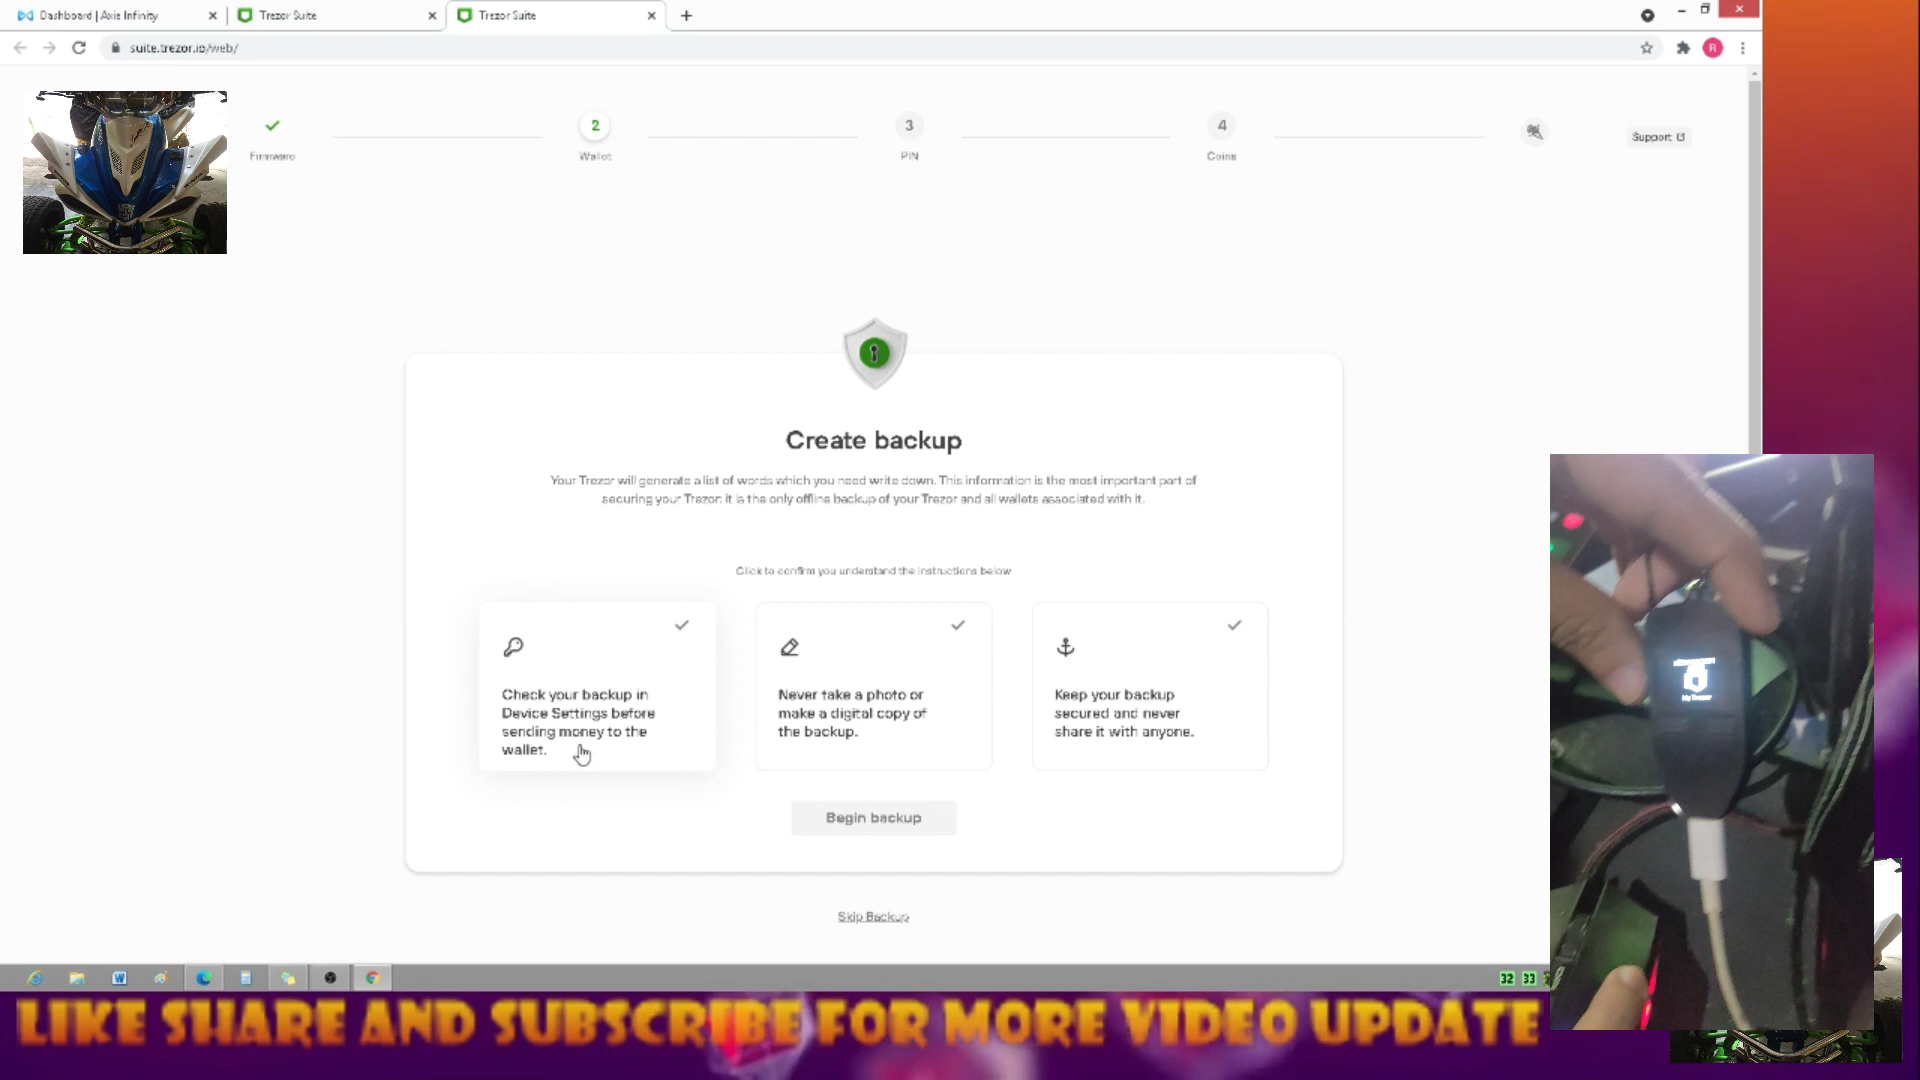 Dashboard | Axie Infinity
Trezor Suite
Trezor Suite
suite.trezor.io/web/
R
2
3
4
Support
Firmware
Wallet
PIN
Coins
Create backup
Your Trezor will generate a list of words which you need write down. This information is the most important part of
securing your Trezor: it is the only offline backup of your Trezor and all wallets associated with it.
Click to confirm you understand the instructions below
Check your backup in
Device Settings before
sending money to the
wallet.
Never take a photo or
make a digital copy of
the backup.
Keep your backup
secured and never
share it with anyone.
Begin backup
Skip Backup
My Trezor
32 33
LIKE SHARE AND SUBSCRIBE FOR MORE VIDEO UPDATE